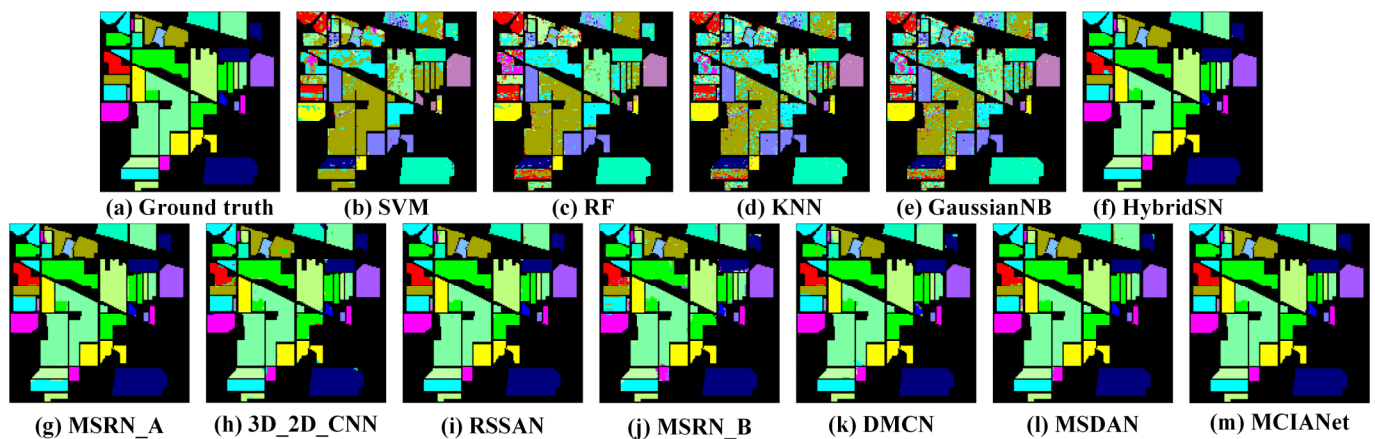 (a) Ground truth (b) SVM (c) RF (d) KNN (e) GaussianNB (f) HybridSN
(g) MSRN_A (h) 3D_2D_CNN (i) RSSAN (j) MSRN_B (k) DMCN (l) MSDAN (m) MCIANet